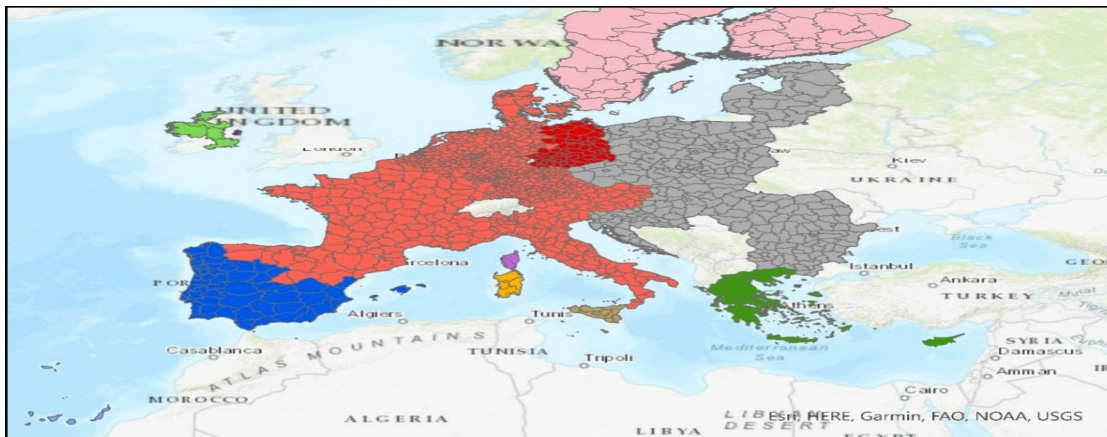 NORWAY
UNITED
KINGDOM
London
Kiev
UKRAINE
Black
Sea
Istanbul
Ankara
TURKEY
Barcelona
Algiers
Tunis
Athens
Casablanca
ATLAS MOUNTAINS
TUNISIA
Tripoli
Mediterranean
Sea
SYRIA
Damascus
Amman
MOROCCO
Cairo
ALGERIA
LIBYA
DESERT
EGYPT
Esri, HERE, Garmin, FAO, NOAA, USGS